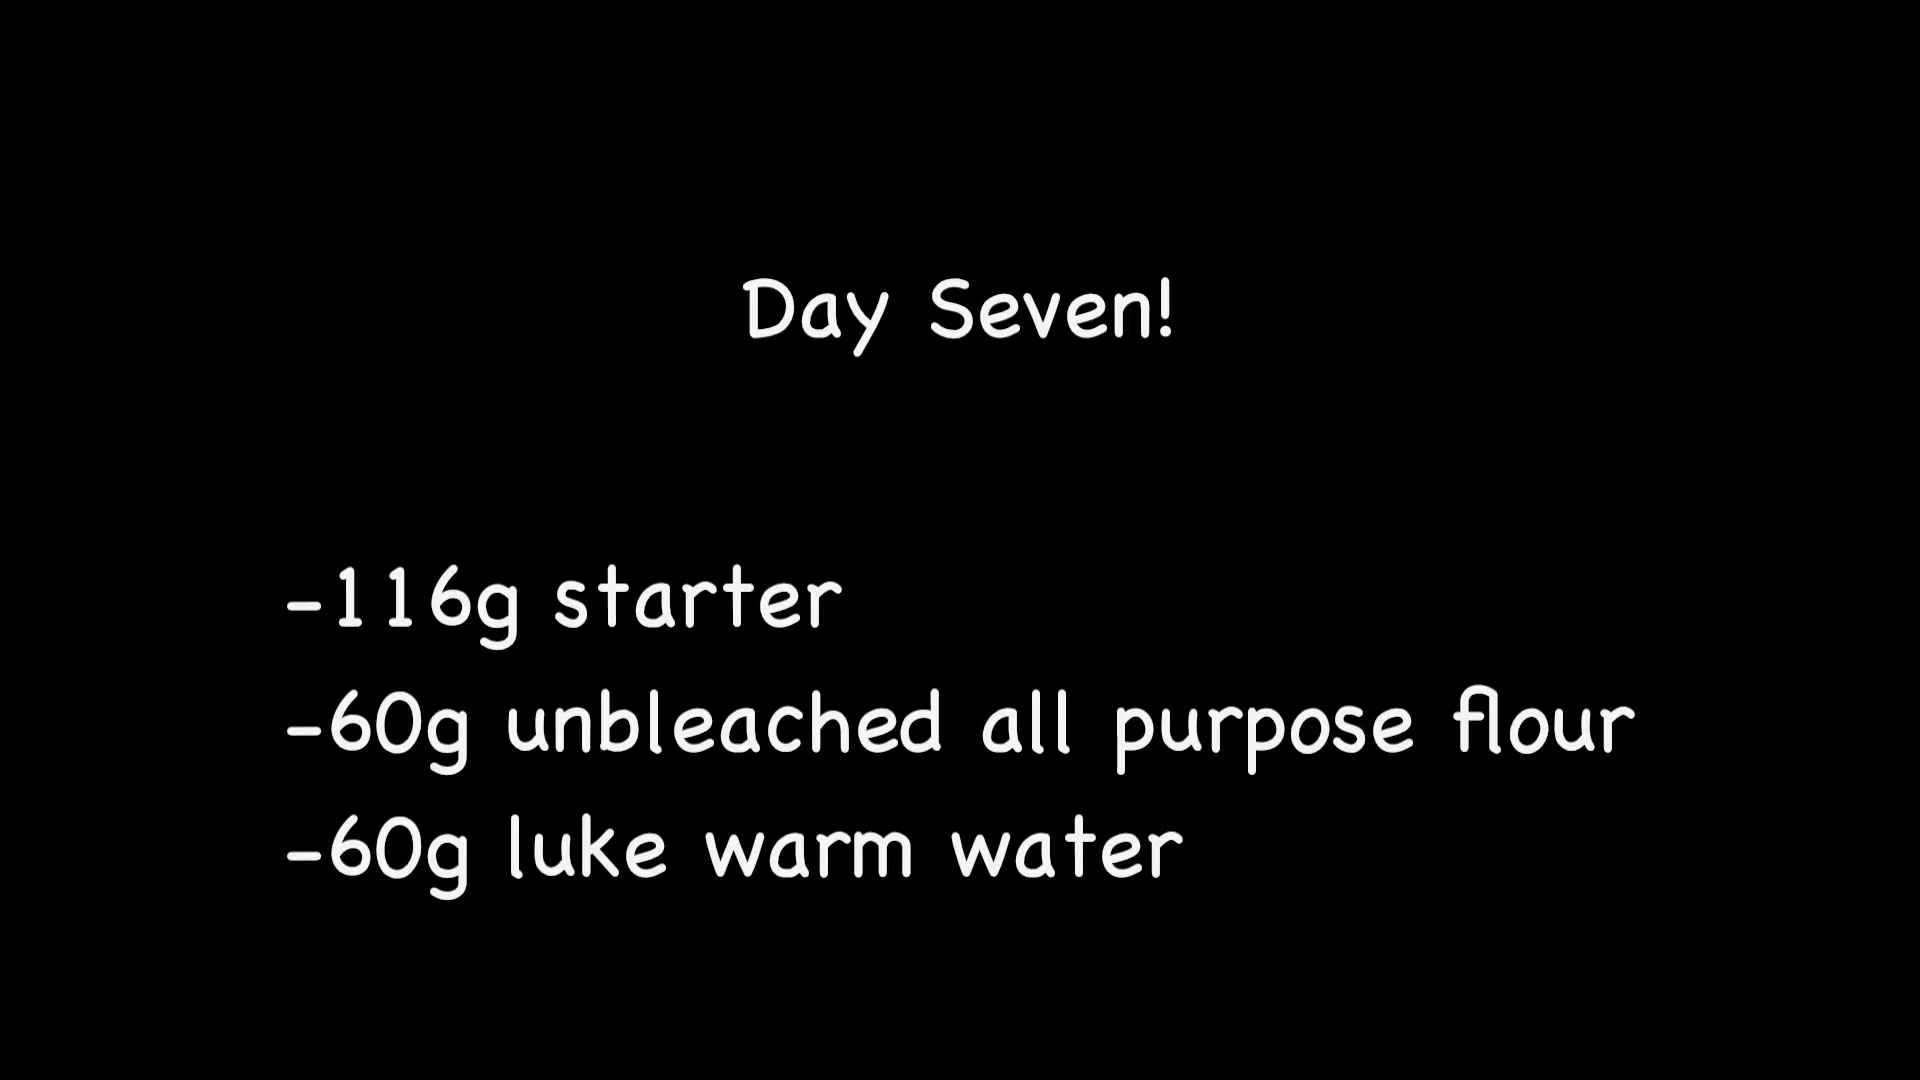 Day Seven!
-116g starter
-60g unbleached all purpose flour
-60g luke warm water